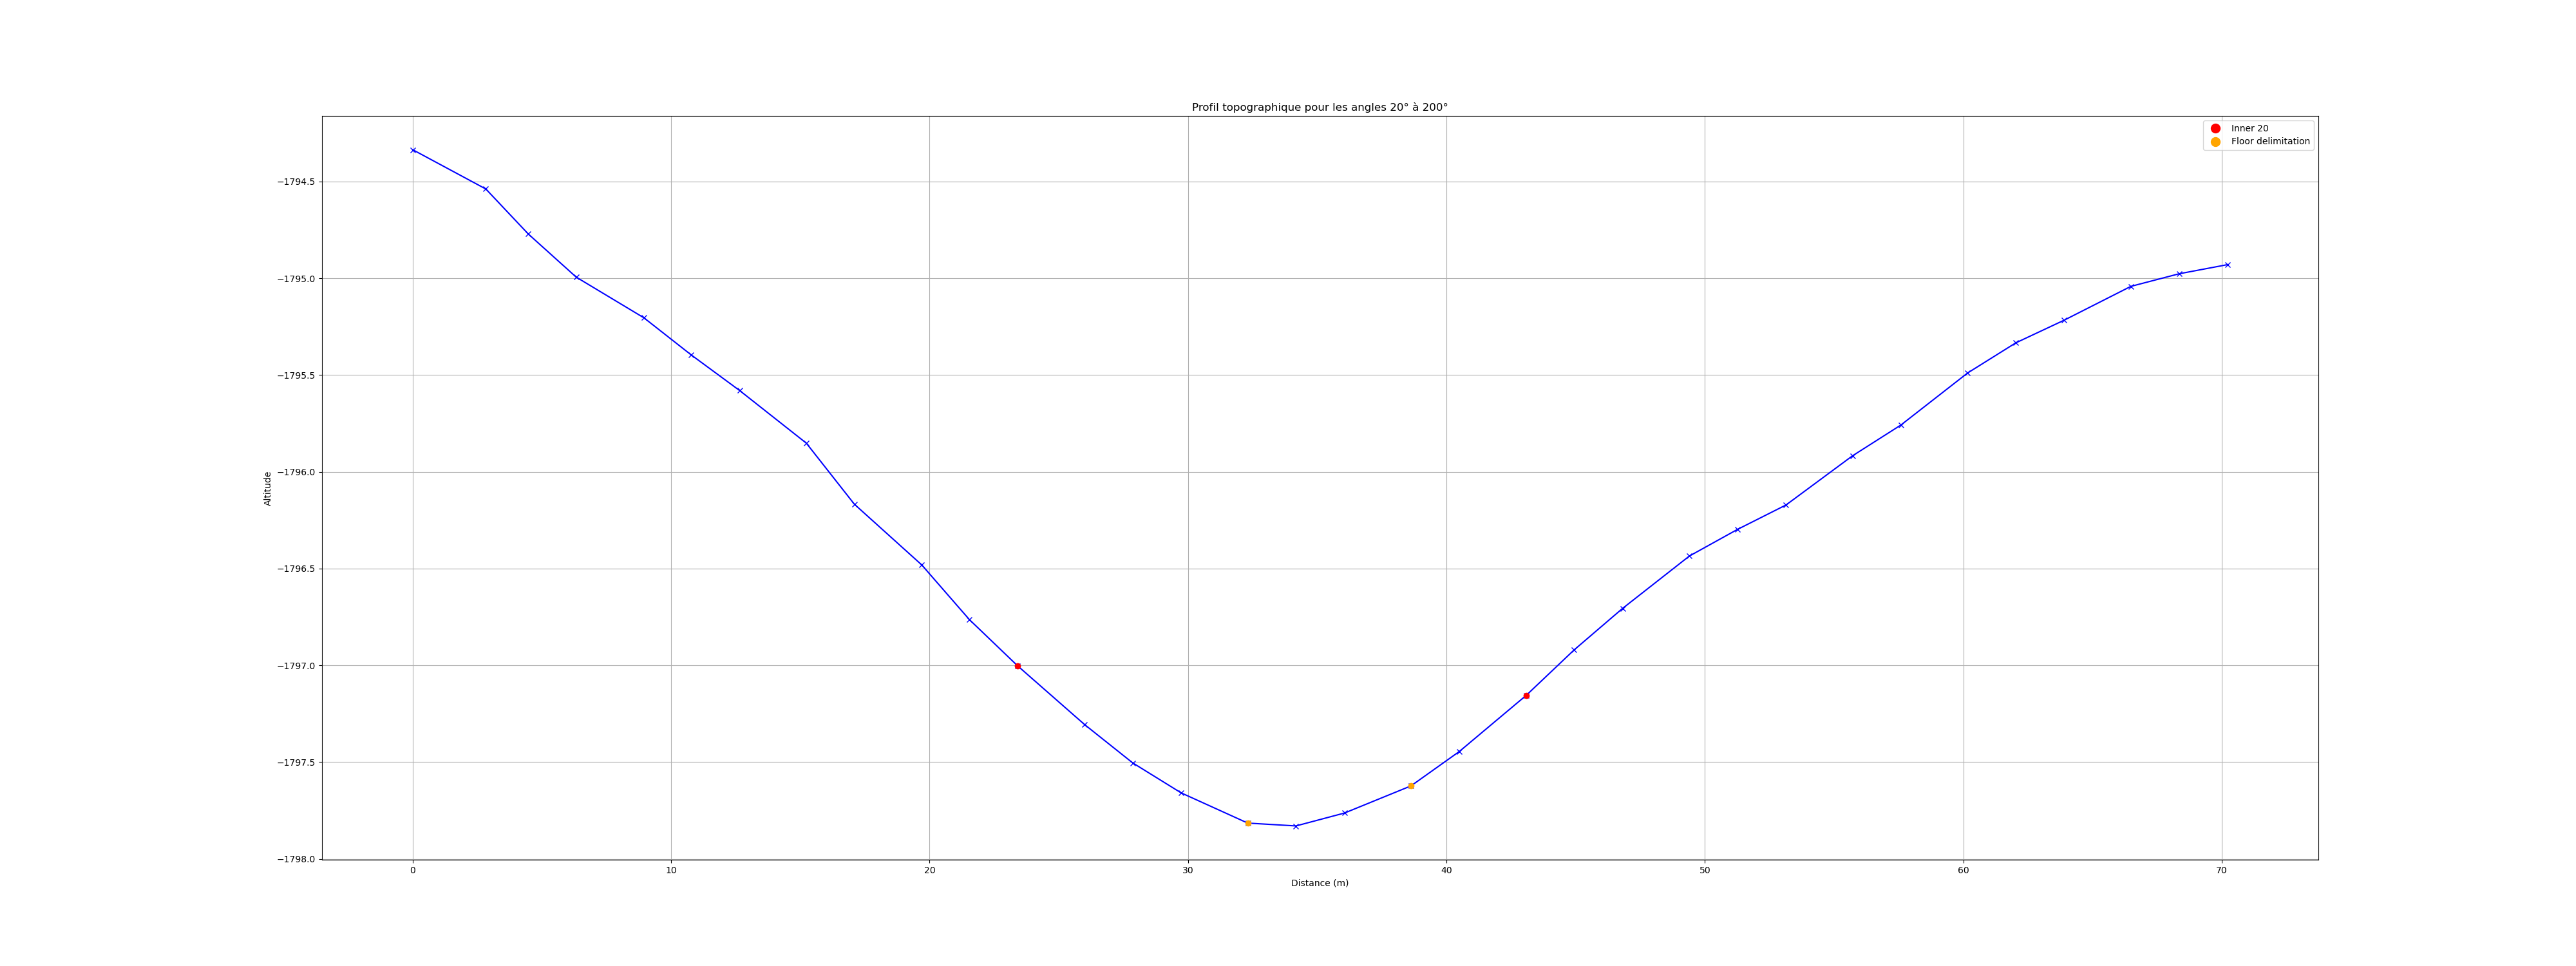 Profil topographique pour les angles 20° à 200°
Inner 20
Floor delimitation
Altitude
−1794.5
−1795.0
−1795.5
−1796.0
−1796.5
−1797.0
−1797.5
−1798.0
0 10 20 30 40 50 60 70
Distance (m)